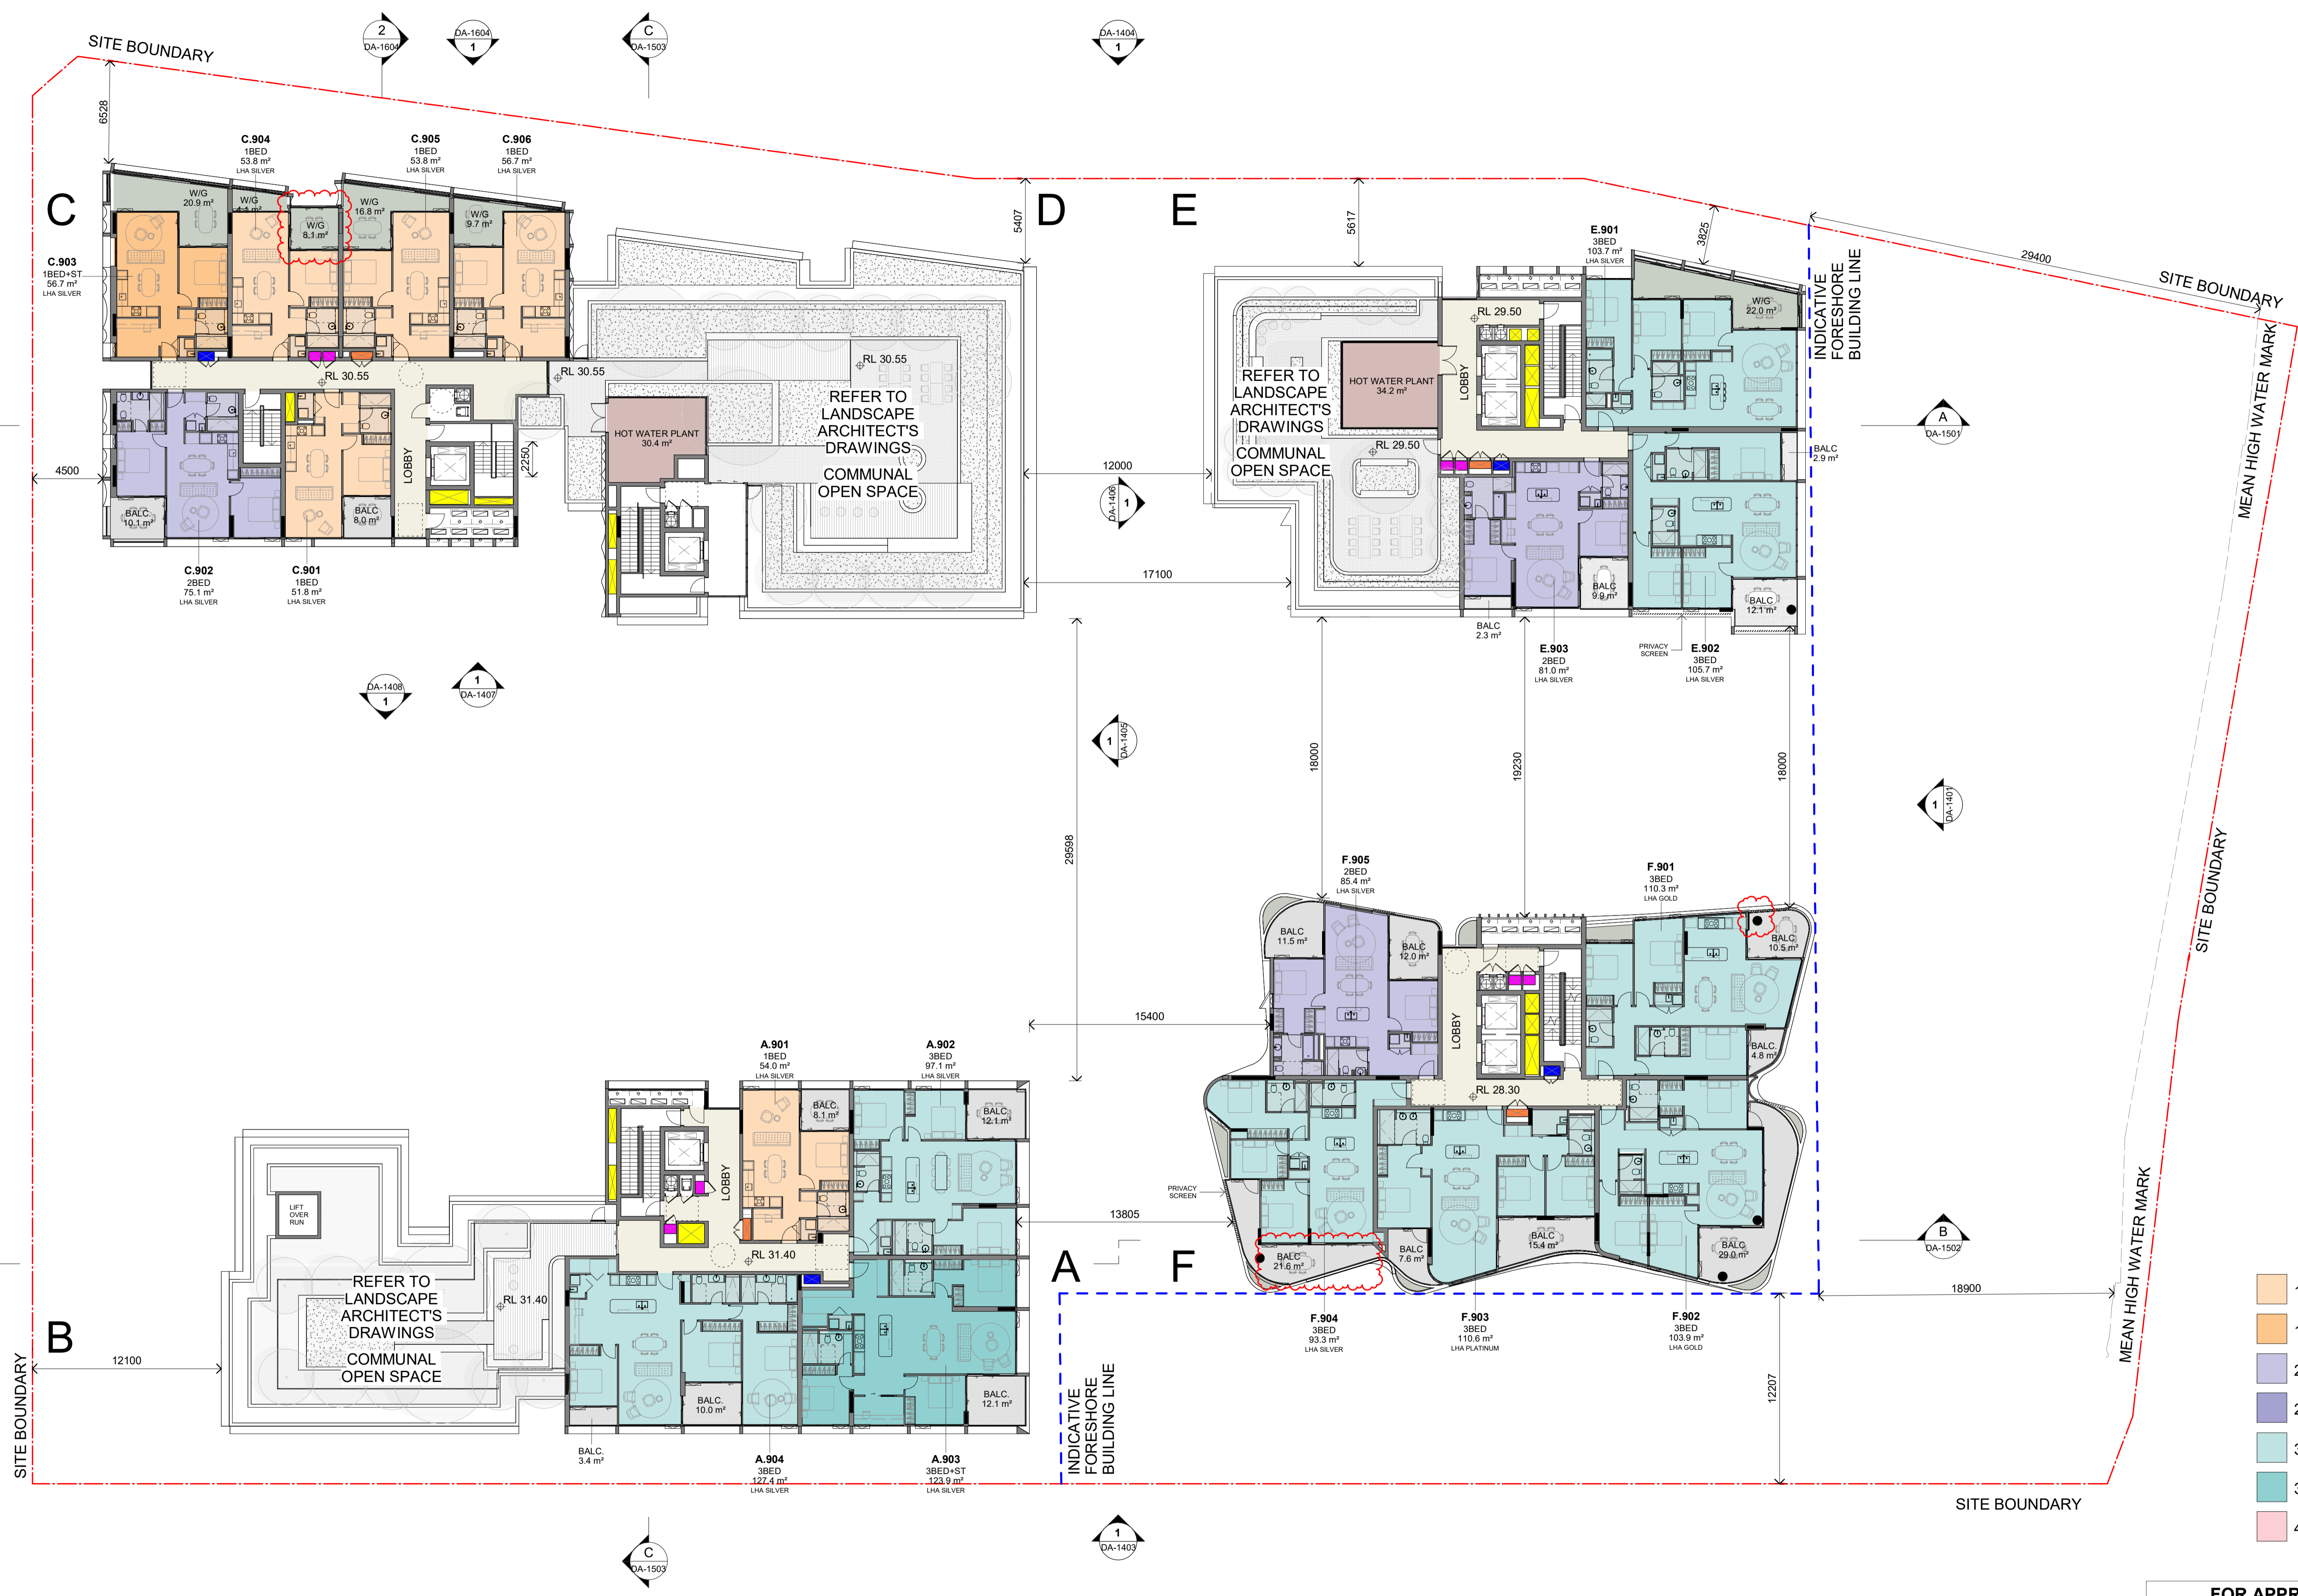 SITE BOUNDARY
2
DA-1604
DA-1604
1
C
DA-1503
DA-1404
1
6528
C.904
1BED
53.8 m²
LHA SILVER
C.905
1BED
53.8 m²
LHA SILVER
C.906
1BED
56.7 m²
LHA SILVER
C
W/G
20.9 m²
W/G
W/G
8.1 m²
W/G
16.8 m²
W/G
9.7 m²
C.903
1BED+ST
56.7 m²
LHA SILVER
D
5407
E
5617
3825
E.901
3BED
103.7 m²
LHA SILVER
W/G
22.0 m²
INDICATIVE
FORESHORE
BUILDING LINE
29400
SITE BOUNDARY
MEAN HIGH WATER MARK
RL 30.55
RL 30.55
RL 30.55
REFER TO
LANDSCAPE
ARCHITECT'S
DRAWINGS
COMMUNAL
OPEN SPACE
HOT WATER PLANT
30.4 m²
LOBBY
2250
4500
BALC.
10.1 m²
BALC
8.0 m²
C.902
2BED
75.1 m²
LHA SILVER
C.901
1BED
51.8 m²
LHA SILVER
12000
17100
DA-1406
1
RL 29.50
REFER TO
LANDSCAPE
ARCHITECT'S
DRAWINGS
COMMUNAL
OPEN SPACE
HOT WATER PLANT
34.2 m²
LOBBY
RL 29.50
BALC
2.9 m²
A
DA-1501
BALC
9.9 m²
BALC
12.1 m²
BALC
2.3 m²
E.903
2BED
81.0 m²
LHA SILVER
PRIVACY
SCREEN
E.902
3BED
105.7 m²
LHA SILVER
DA-1408
1
1
DA-1407
1
DA-1405
29598
18000
19230
18000
1
DA-1401
SITE BOUNDARY
F.905
2BED
85.4 m²
LHA SILVER
F.901
3BED
110.3 m²
LHA GOLD
BALC
11.5 m²
BALC
12.0 m²
BALC
10.5 m²
BALC.
4.8 m²
LOBBY
RL 28.30
15400
13805
A.901
1BED
54.0 m²
LHA SILVER
A.902
3BED
97.1 m²
LHA SILVER
BALC.
8.1 m²
BALC.
12.1 m²
LOBBY
RL 31.40
LIFT
OVER
RUN
REFER TO
LANDSCAPE
ARCHITECT'S
DRAWINGS
COMMUNAL
OPEN SPACE
RL 31.40
B
12100
SITE BOUNDARY
BALC.
3.4 m²
BALC.
10.0 m²
BALC.
12.1 m²
A.904
3BED
127.4 m²
LHA SILVER
A.903
3BED+ST
123.9 m²
LHA SILVER
A
F
INDICATIVE
FORESHORE
BUILDING LINE
PRIVACY
SCREEN
BALC
21.6 m²
BALC
7.6 m²
BALC
15.4 m²
BALC
29.0 m²
F.904
3BED
93.3 m²
LHA SILVER
F.903
3BED
110.6 m²
LHA PLATINUM
F.902
3BED
103.9 m²
LHA GOLD
12207
18900
B
DA-1502
MEAN HIGH WATER MARK
SITE BOUNDARY
C
DA-1503
1
DA-1403